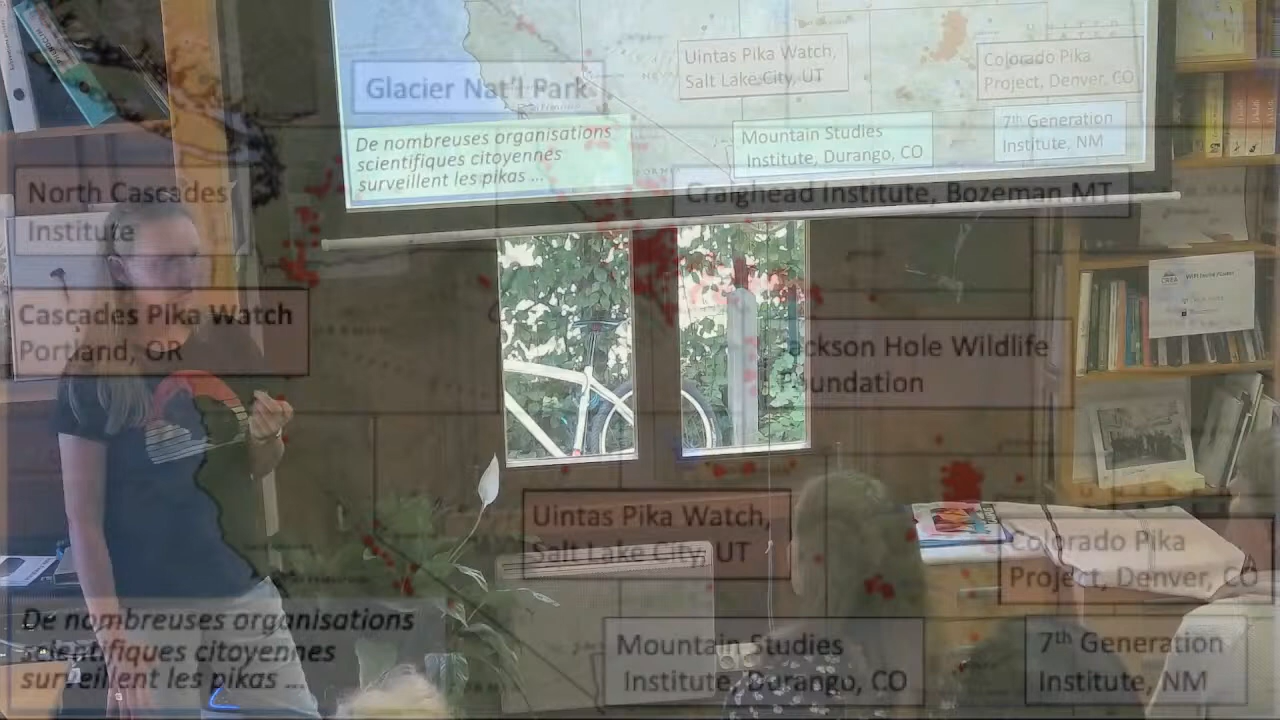 Uintas Pika Watch,
Salt Lake City, UT
Colorado Pika
Project, Denver, CO
Glacier Nat'l Park
De nombreuses organisations
scientifiques citoyennes
surveillent les pikas ...
Mountain Studies
Institute, Durango, CO
7th Generation
Institute, NM
North Cascades
Institute
Craighead Institute, Bozeman MT
Cascades Pika Watch
Portland, OR
Jackson Hole Wildlife
Foundation
Uintas Pika Watch,
Salt Lake City, UT
Colorado Pika
Project, Denver, CO
De nombreuses organisations
scientifiques citoyennes
surveillent les pikas ...
Mountain Studies
Institute, Durango, CO
7th Generation
Institute, NM